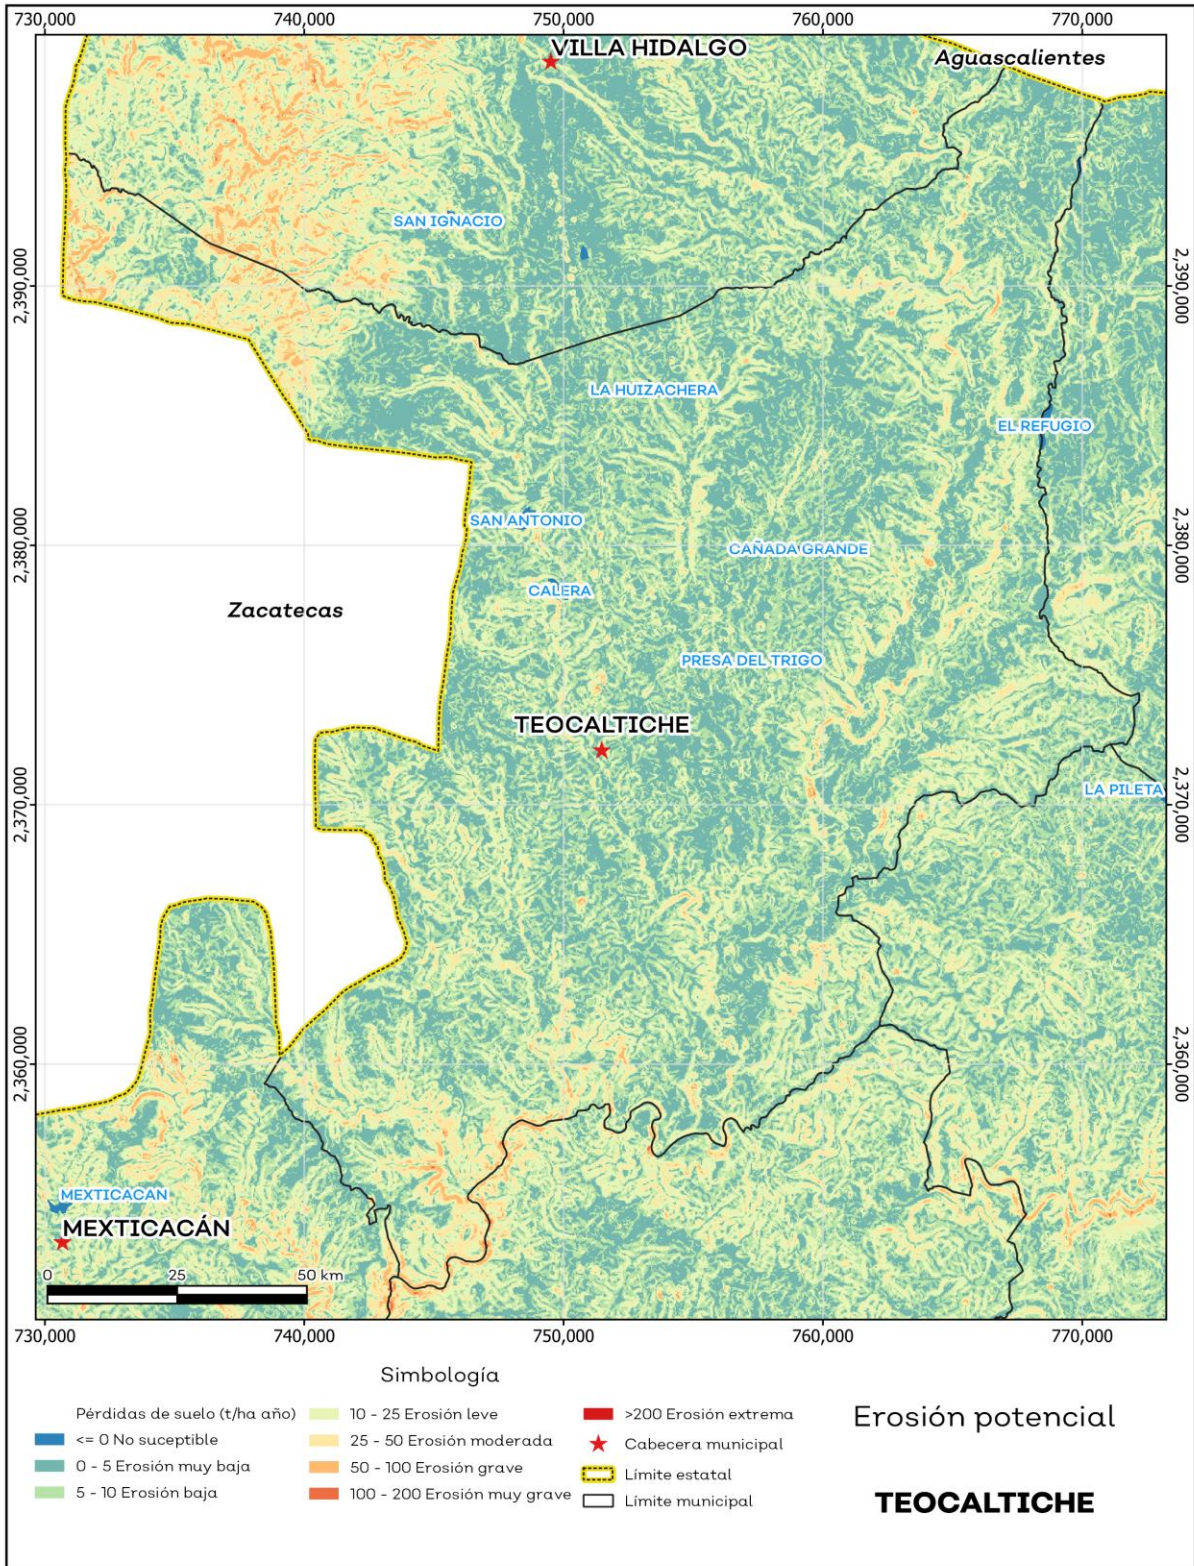 730,000 740,000 750,000 760,000 770,000
VILLA HIDALGO
Aguascalientes
SAN IGNACIO
2,390,000
2,390,000
LA HUIZACHERA
EL REFUGIO
SAN ANTONIO
CAÑADA GRANDE
2,380,000
2,380,000
CALERA
Zacatecas
PRESA DEL TRIGO
TEOCALTICHE
LA PILETA
2,370,000
2,370,000
2,360,000
2,360,000
MEXTICACAN
MEXTICACÁN
0 25 50 km
730,000 740,000 750,000 760,000 770,000
Simbología
Pérdidas de suelo (t/ha año)
<= 0 No suceptible
0 - 5 Erosión muy baja
5 - 10 Erosión baja
10 - 25 Erosión leve
25 - 50 Erosión moderada
50 - 100 Erosión grave
100 - 200 Erosión muy grave
>200 Erosión extrema
Cabecera municipal
Límite estatal
Límite municipal
Erosión potencial
TEOCALTICHE